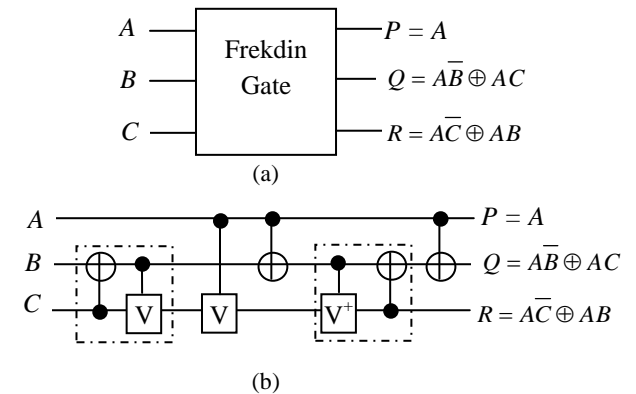 A
P = A
Frekdin
Gate
B
Q = AB̅ ⊕ AC
C
R = AC̅ ⊕ AB
(a)
A
P = A
B
Q = AB̅ ⊕ AC
C
V
V
V⁺
R = AC̅ ⊕ AB
(b)